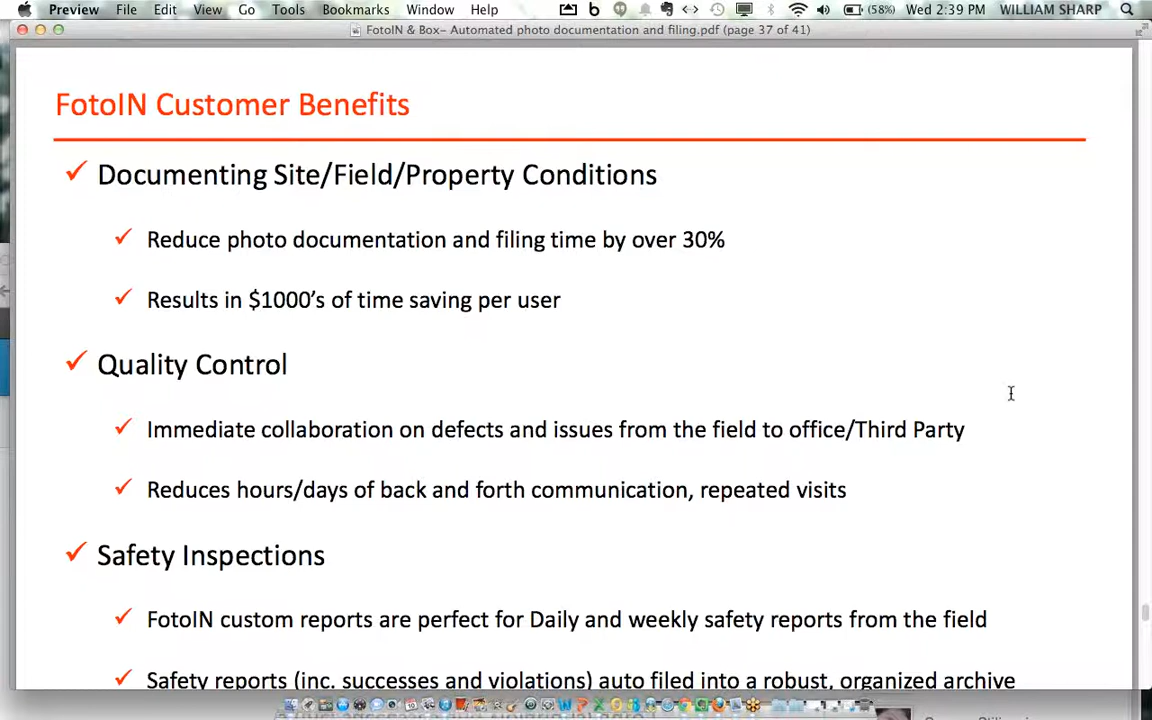 Preview File Edit View Go Tools Bookmarks Window Help (58%) Wed 2:39 PM WILLIAM SHARP
FotoIN & Box– Automated photo documentation and filing.pdf (page 37 of 41)
FotoIN Customer Benefits
✓ Documenting Site/Field/Property Conditions
✓ Reduce photo documentation and filing time by over 30%
✓ Results in $1000’s of time saving per user
✓ Quality Control
✓ Immediate collaboration on defects and issues from the field to office/Third Party
✓ Reduces hours/days of back and forth communication, repeated visits
✓ Safety Inspections
✓ FotoIN custom reports are perfect for Daily and weekly safety reports from the field
✓ Safety reports (inc. successes and violations) auto filed into a robust, organized archive